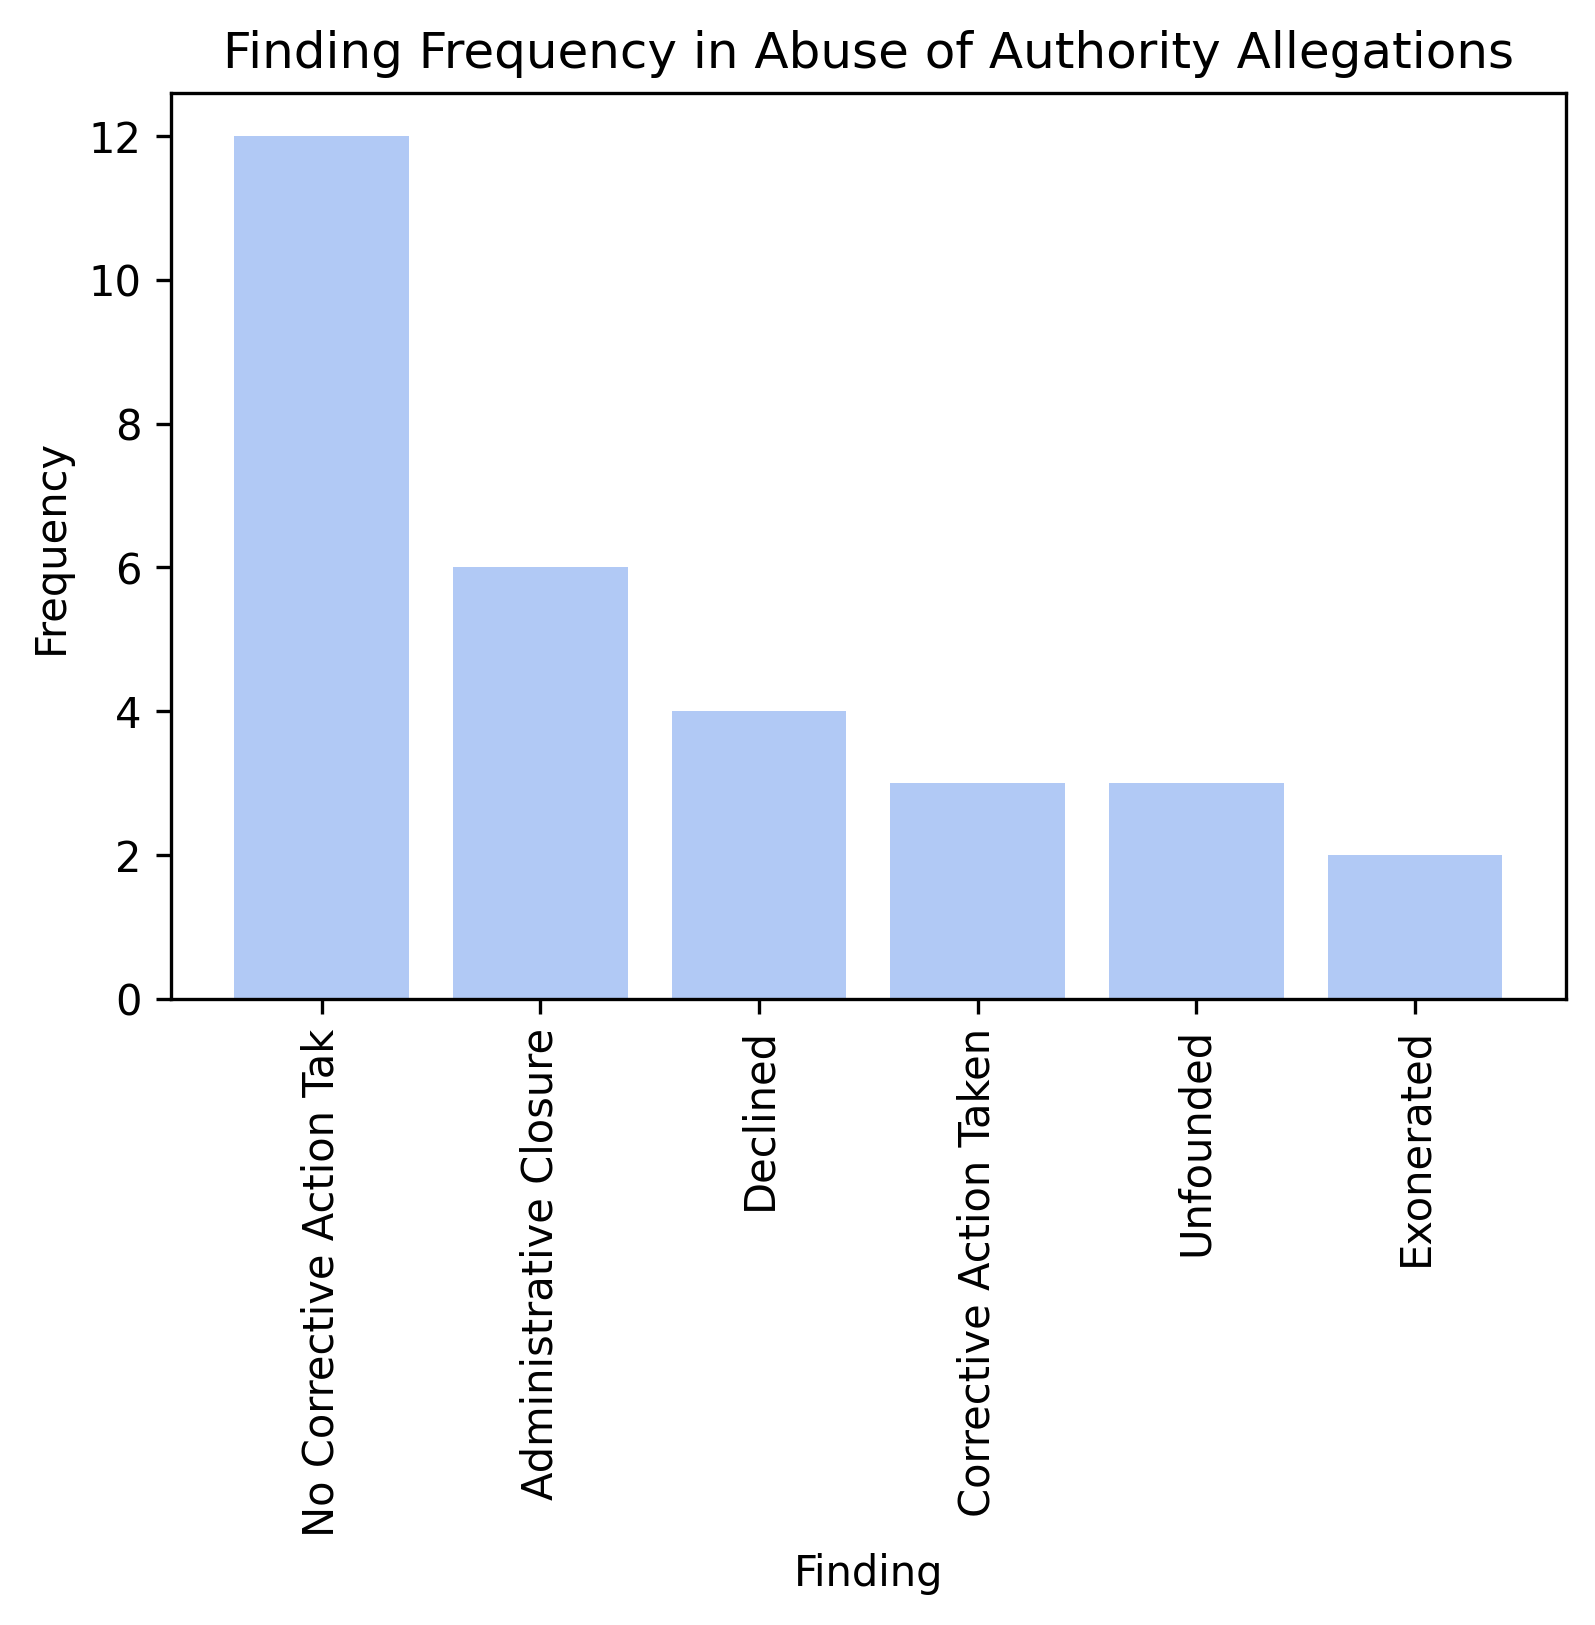 Finding Frequency in Abuse of Authority Allegations
12
10
8
6
4
2
0
Frequency
No Corrective Action Tak
Administrative Closure
Declined
Corrective Action Taken
Unfounded
Exonerated
Finding